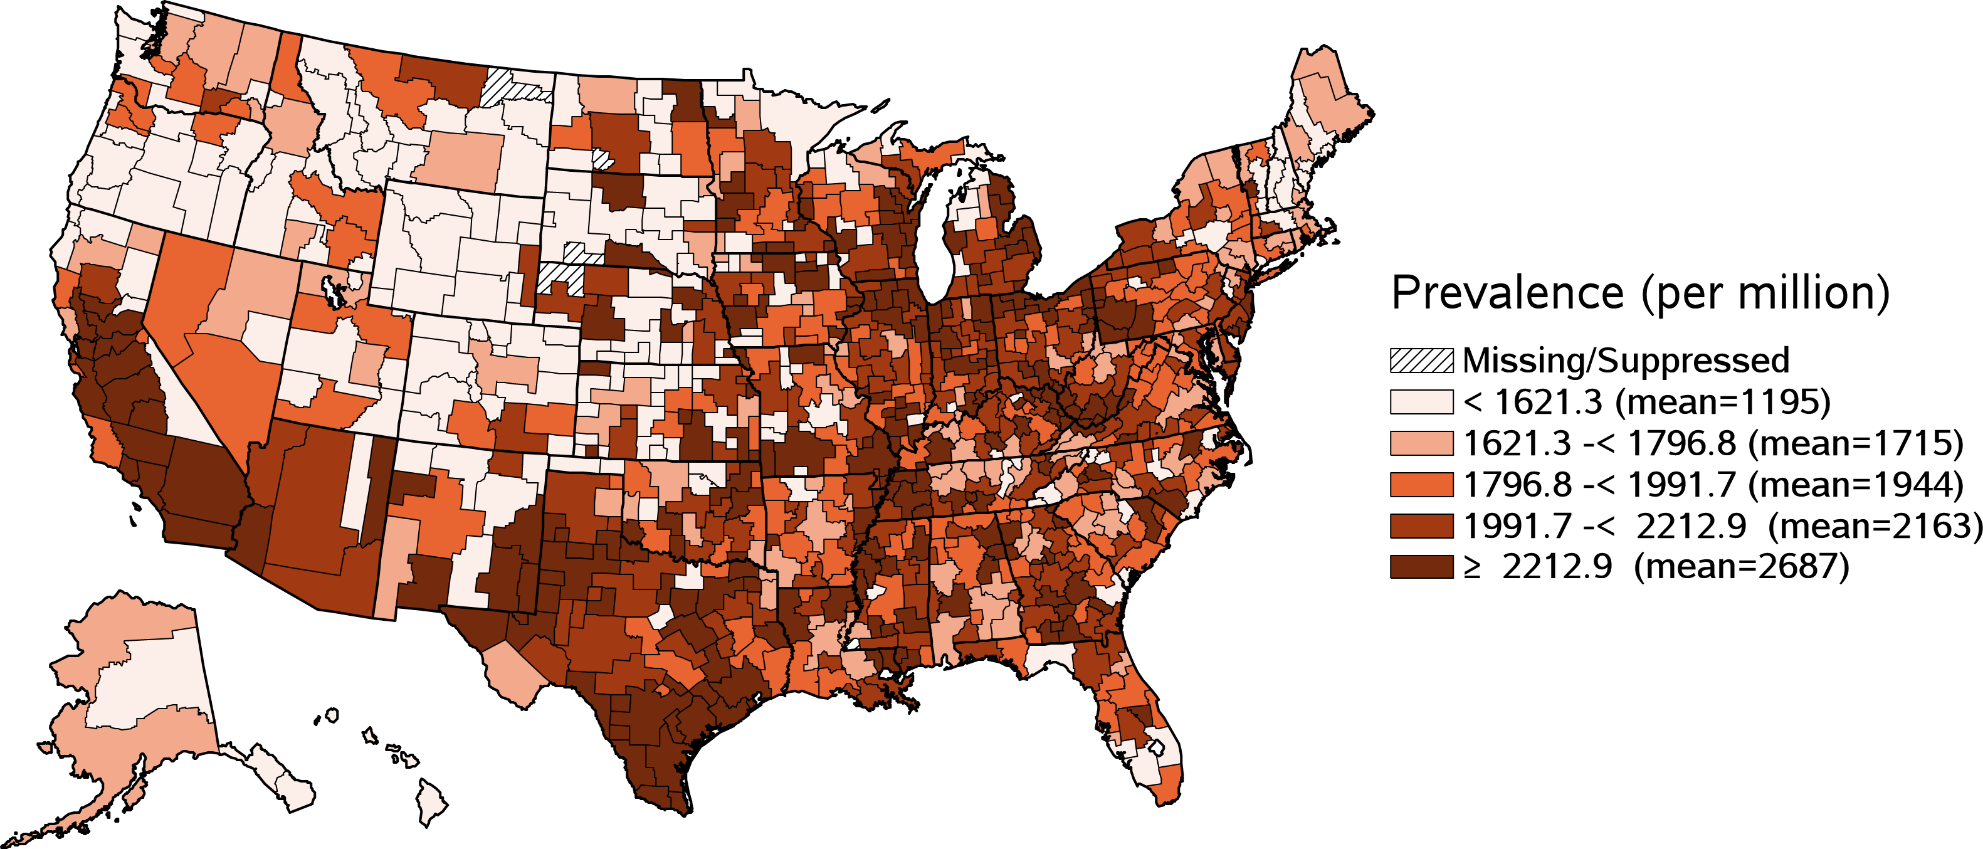 Prevalence (per million)
Missing/Suppressed
< 1621.3 (mean=1195)
1621.3 -< 1796.8 (mean=1715)
1796.8 -< 1991.7 (mean=1944)
1991.7 -< 2212.9 (mean=2163)
≥ 2212.9 (mean=2687)